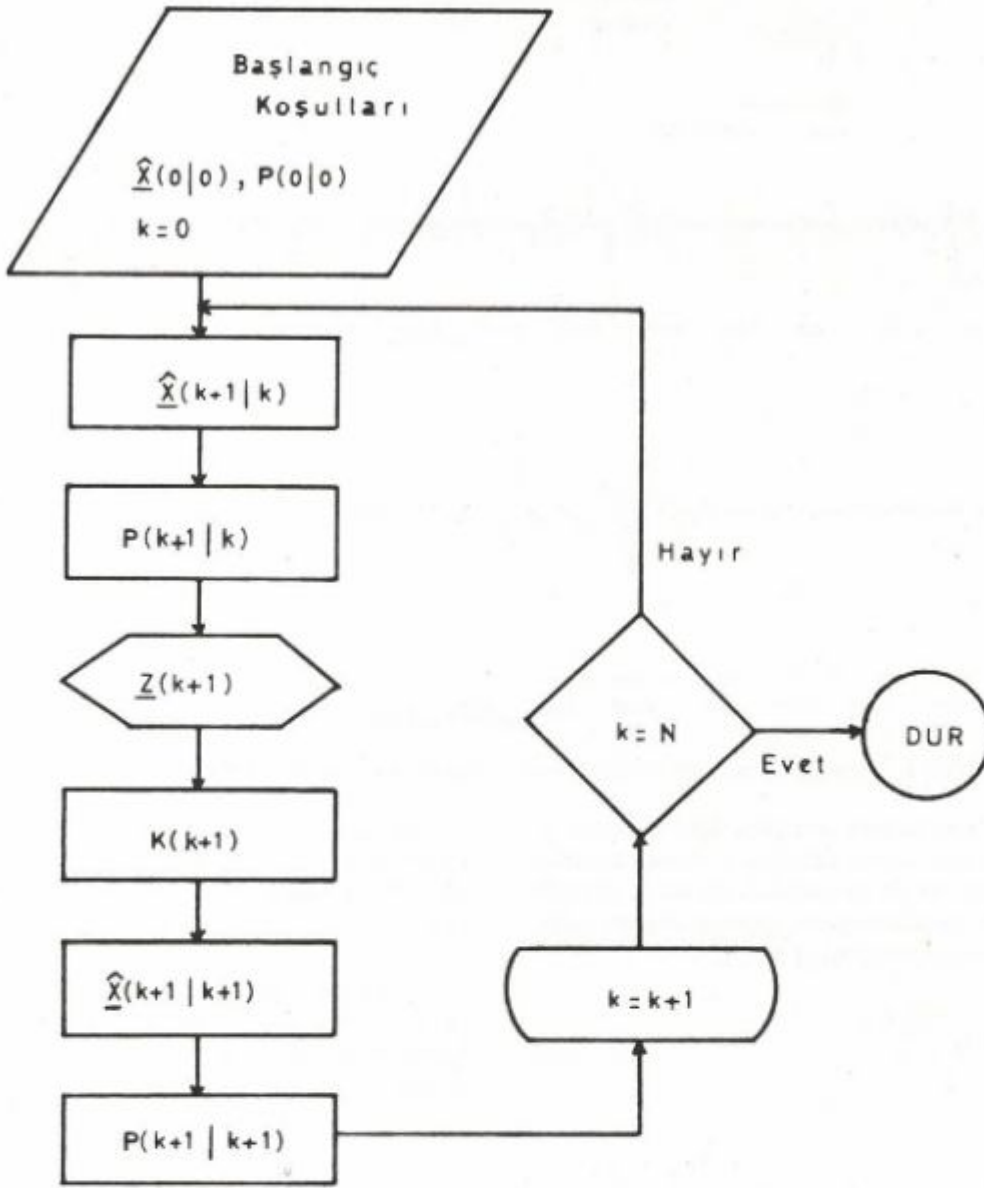 Başlangıç
Koşulları
X̲̂(0|0), P(0|0)
k=0
X̲̂(k+1|k)
P(k+1|k)
Z̲(k+1)
K(k+1)
X̲̂(k+1|k+1)
P(k+1|k+1)
k=k+1
k=N
Hayır
Evet
DUR